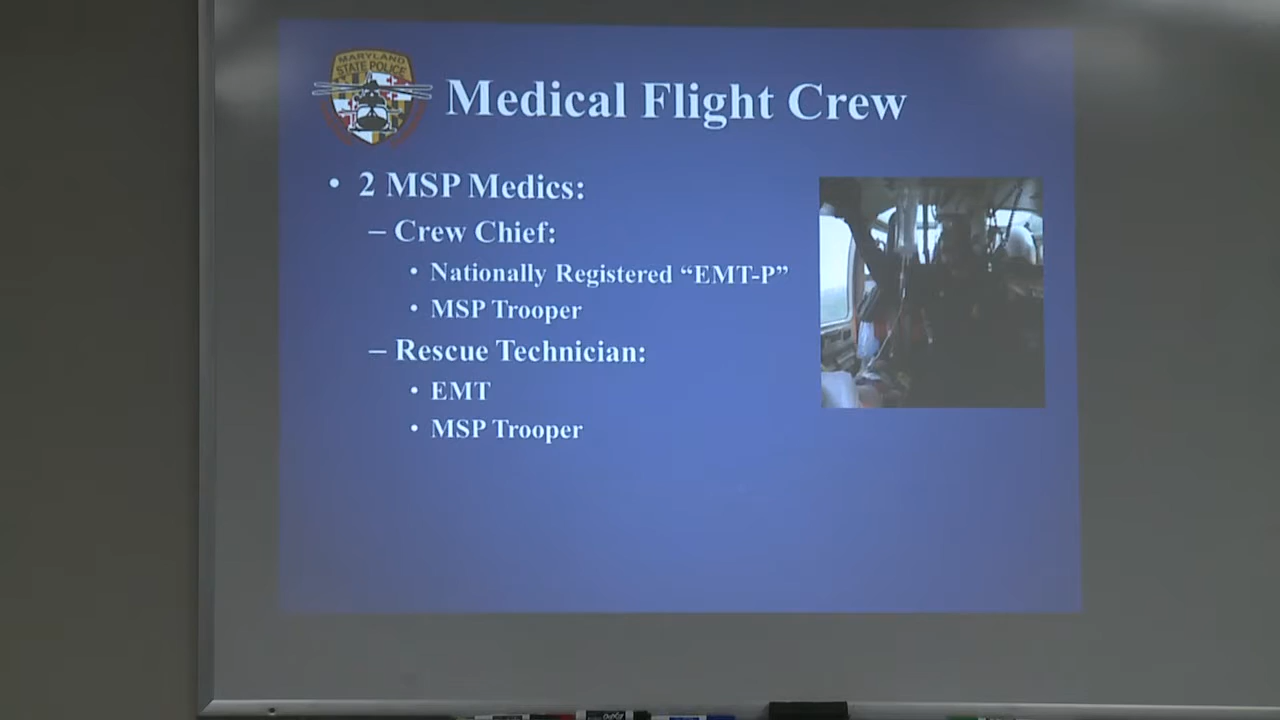 MARYLAND
STATE POLICE
Medical Flight Crew
• 2 MSP Medics:
– Crew Chief:
• Nationally Registered “EMT-P”
• MSP Trooper
– Rescue Technician:
• EMT
• MSP Trooper